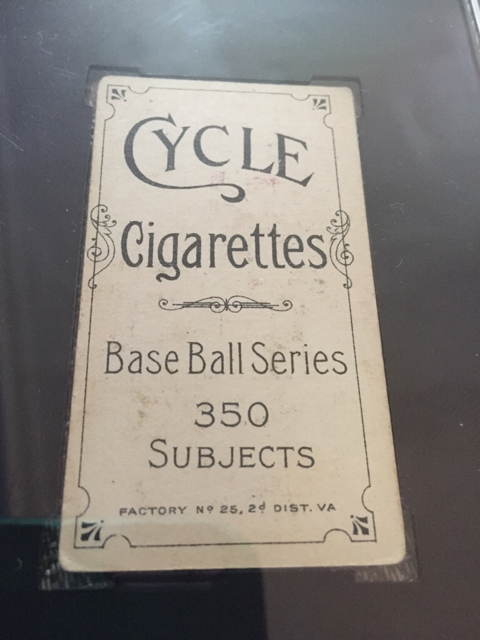 CYCLE
Cigarettes
Base Ball Series
350
SUBJECTS
FACTORY Nº 25, 2d DIST. VA